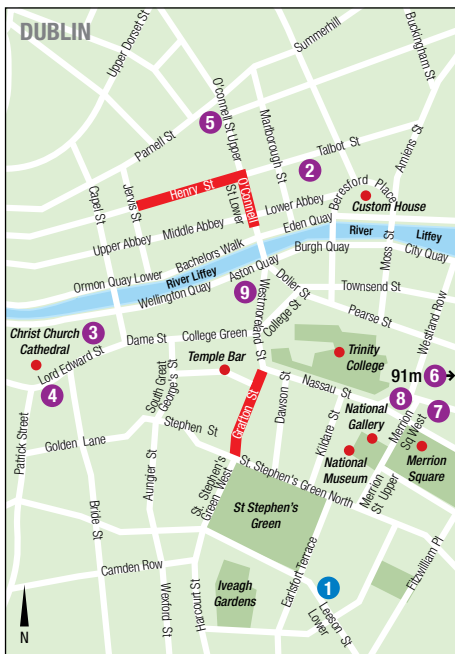 DUBLIN
Upper Dorset St
Summerhill
Buckingham St
O'connell St Upper
Marlborough St
5
Parnell St
Talbot St
2
Amiens St
Capel St
Jervis St
Henry St
O'Connell
St Lower
Beresford Place
Lower Abbey
Custom House
Middle Abbey
Upper Abbey
Eden Quay
River Liffey
Bachelors Walk
Burgh Quay
Moss St
City Quay
Ormon Quay Lower
River Liffey
Aston Quay
Wellington Quay
Doller St
Townsend St
9
Westmoreland St
College St
Pearse St
Westland Row
Christ Church
Cathedral
3
Dame St
College Green
Lord Edward St
Temple Bar
Trinity
College
91m
6
4
South Great
George's St
Nassau St
8
7
Patrick Street
Grafton St
Dawson St
Kildare St
National
Gallery
Merrion
Sq West
Golden Lane
Stephen St
National
Museum
Merrion
Square
Aungier St
St. Stephen's
Green West
St. Stephen's Green North
Merrion
St Upper
Bride St
St Stephen's
Green
Camden Row
Wexford St
Harcourt St
Iveagh
Gardens
Earlsfort Terrace
1
Leeson St
Lower
Fitzwilliam Pl
N